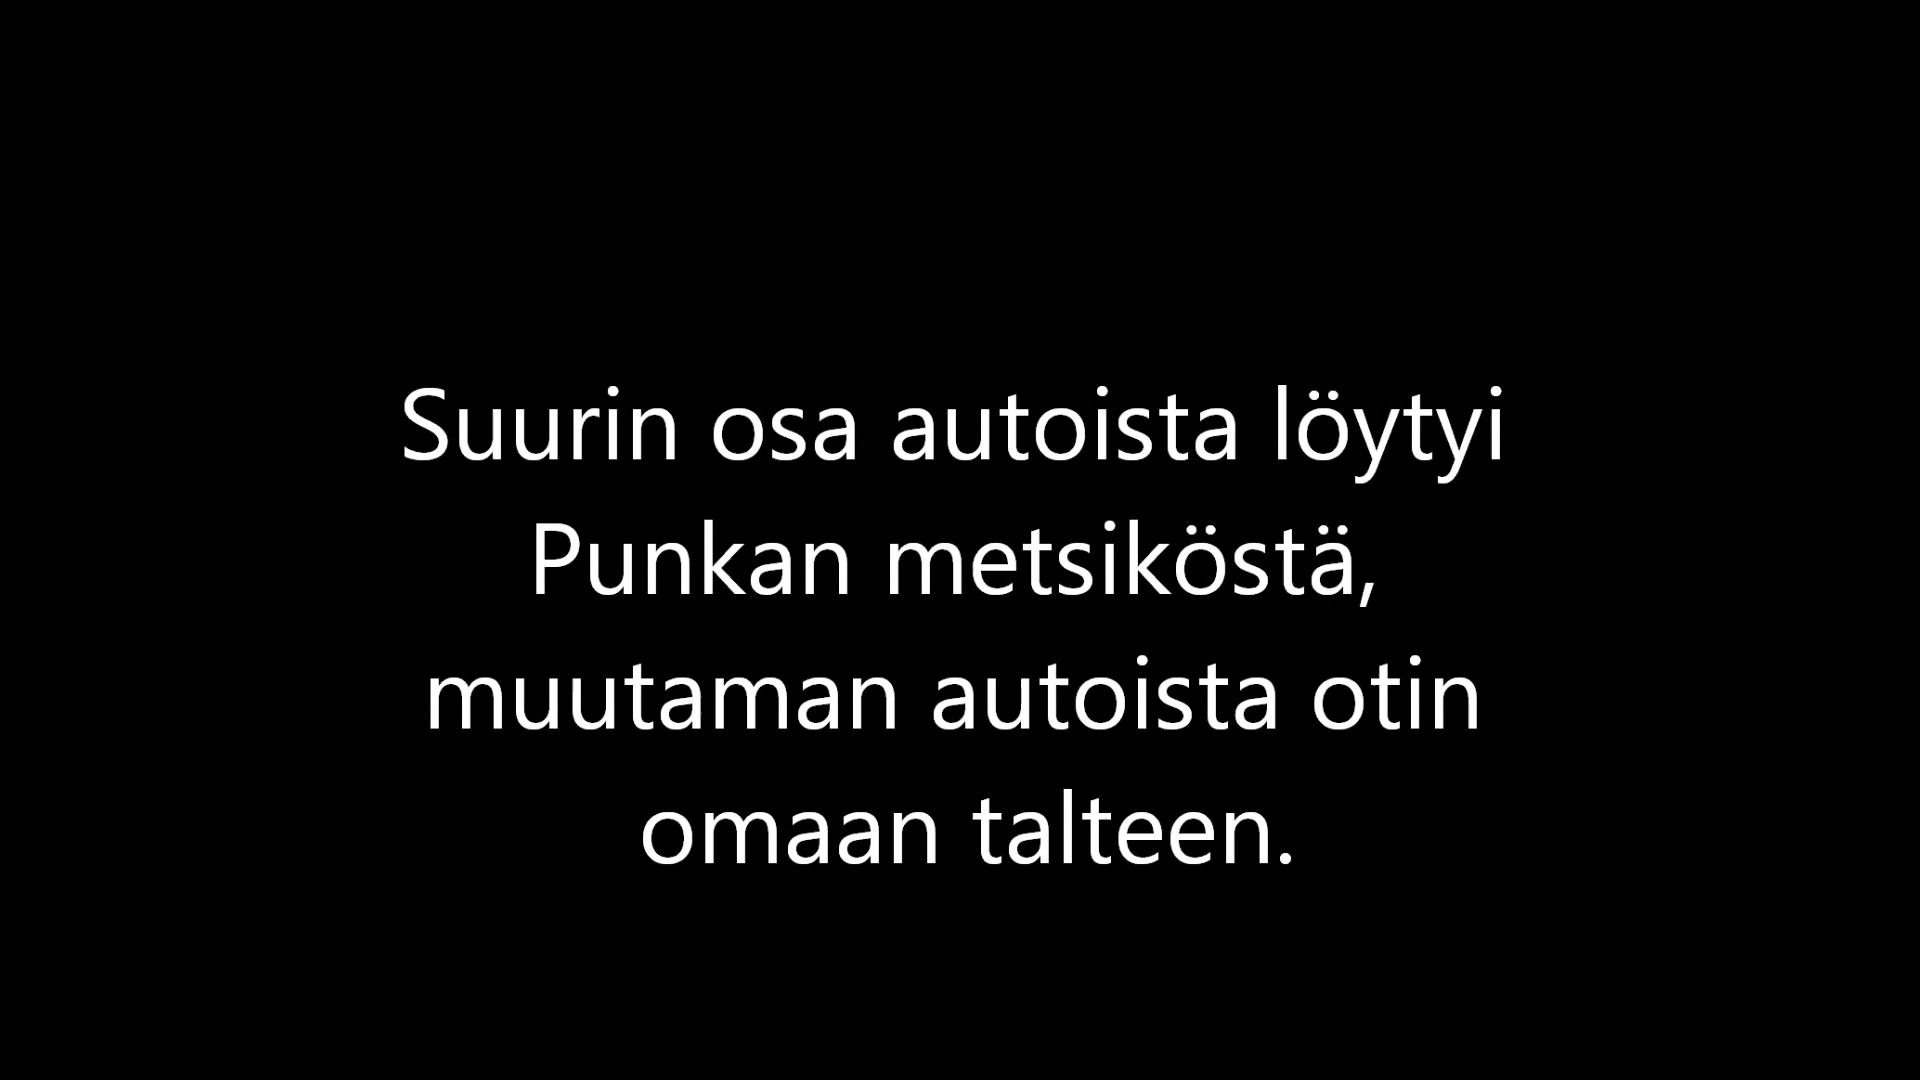 Suurin osa autoista löytyi
Punkan metsiköstä,
muutaman autoista otin
omaan talteen.